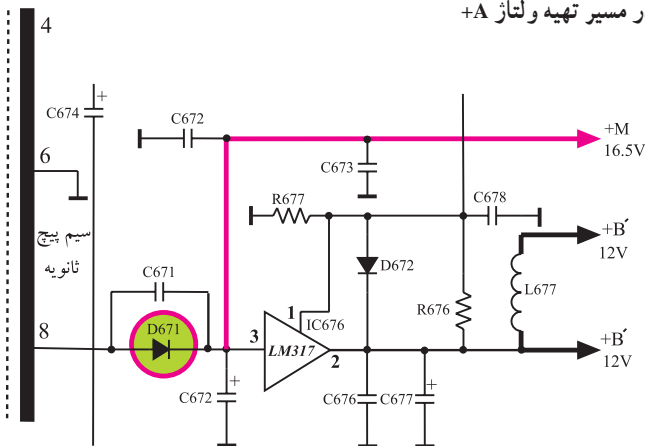 ر مسیر تهیه ولتاژ A+
4
C674
+
C672
+M
16.5V
C673
6
R677
C678
سیم پیچ
ثانویه
+B́
12V
D672
C671
L677
1
IC676
R676
8
D671
3
LM317
2
+B́
12V
C672
+
C676
C677
+